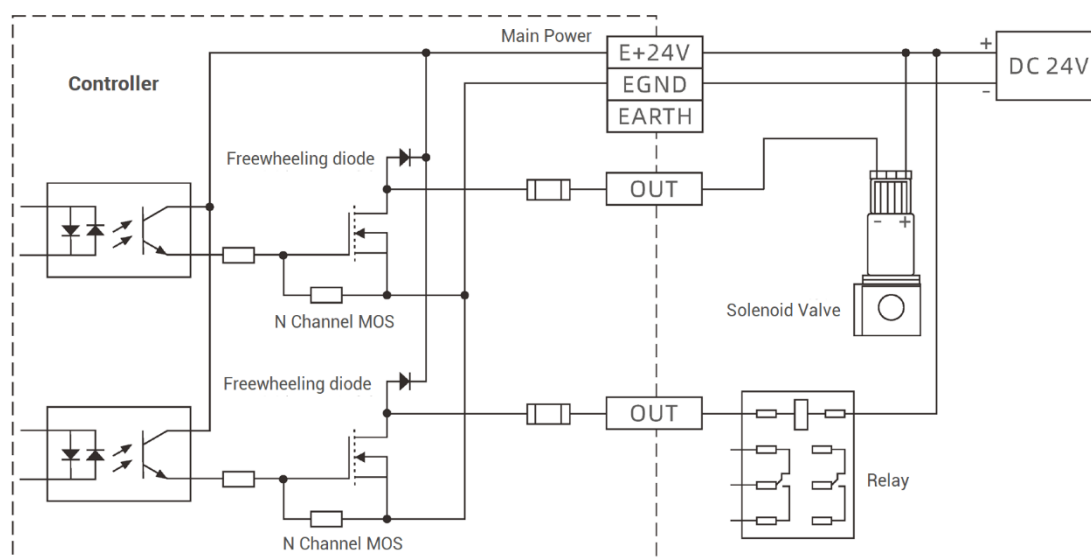 Main Power
E+24V
+
DC 24V
Controller
EGND
-
EARTH
Freewheeling diode
OUT
- +
Solenoid Valve
N Channel MOS
Freewheeling diode
OUT
Relay
N Channel MOS